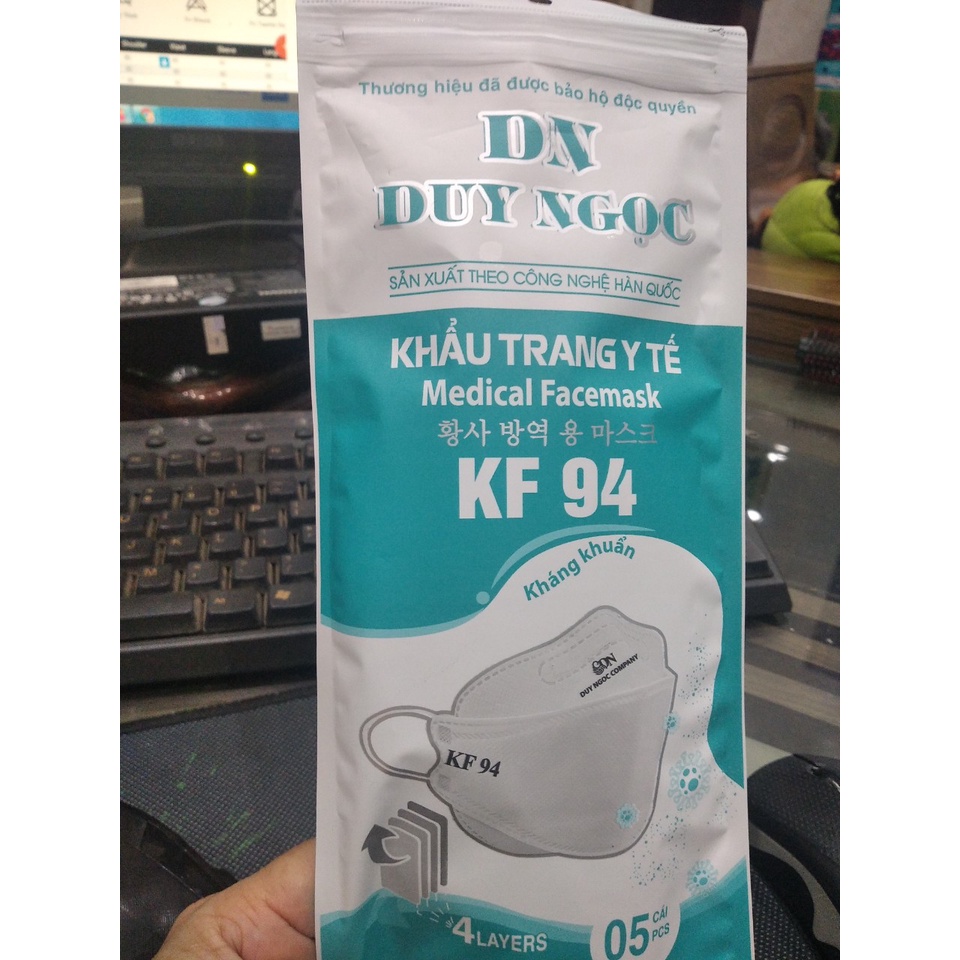 Thương hiệu đã được bảo hộ độc quyền
DN
DUY NGỌC
SẢN XUẤT THEO CÔNG NGHỆ HÀN QUỐC
KHẨU TRANG Y TẾ
Medical Facemask
황사 방역 용 마스크
KF 94
Kháng khuẩn
DN
DUY NGOC COMPANY
KF 94
4 LAYERS
05 CÁI
PCS